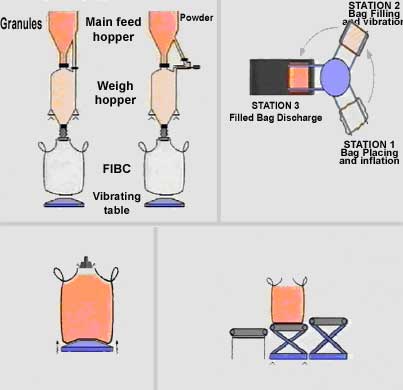 Granules
Main feed
hopper
Powder
Weigh
hopper
FIBC
Vibrating
table
STATION 2
Bag Filling
and vibration
STATION 3
Filled Bag Discharge
STATION 1
Bag Placing
and inflation